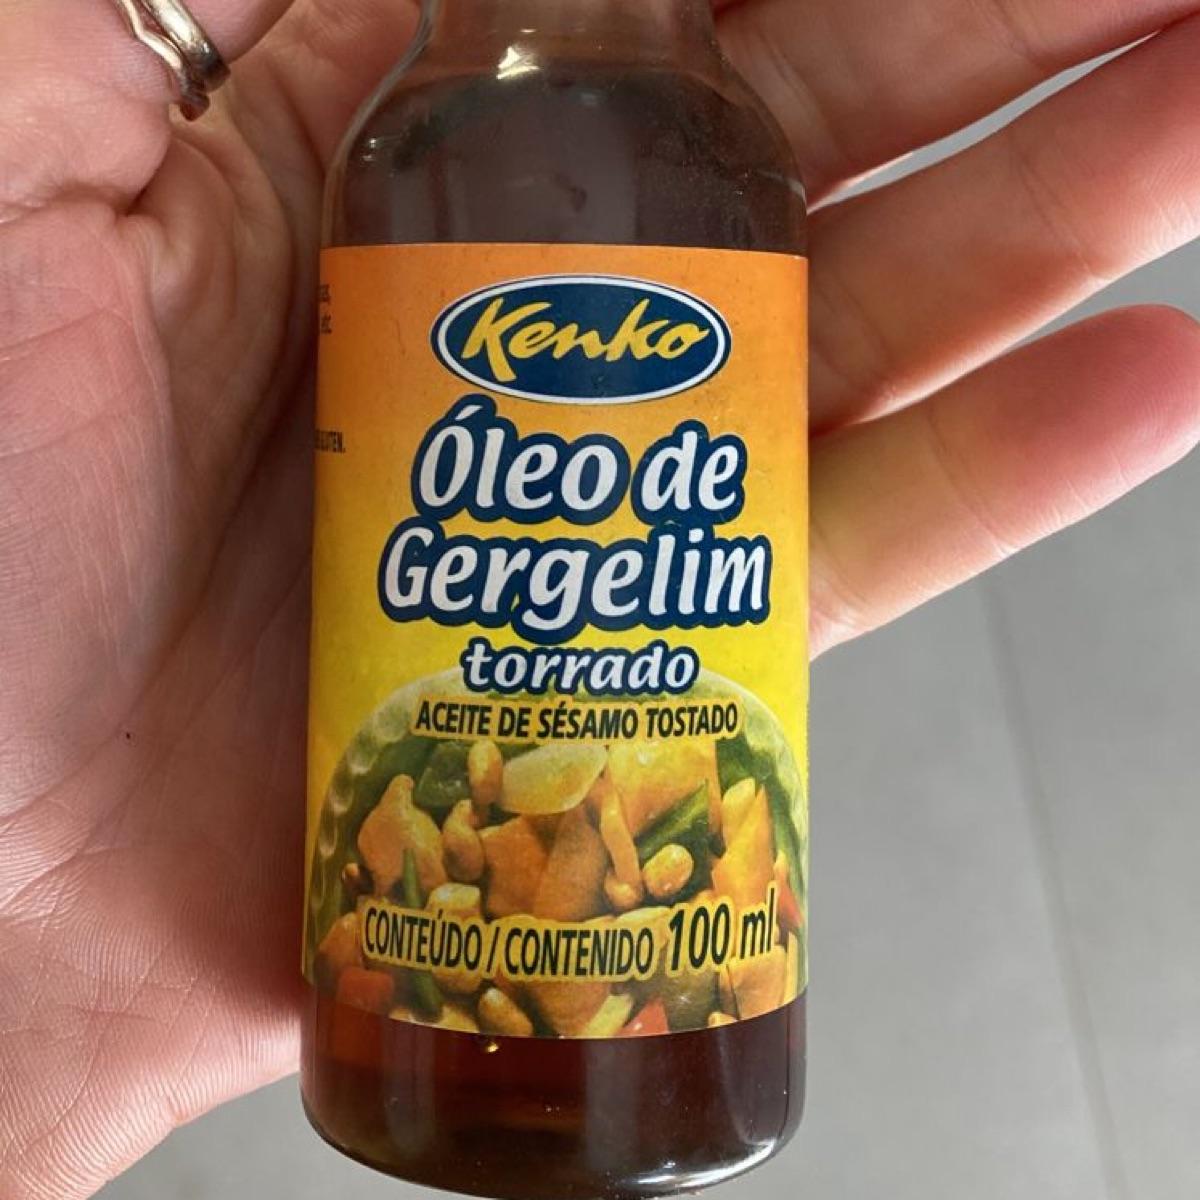 Kenko
Óleo de
Gergelim
torrado
ACEITE DE SÉSAMO TOSTADO
CONTEÚDO / CONTENIDO 100 ml